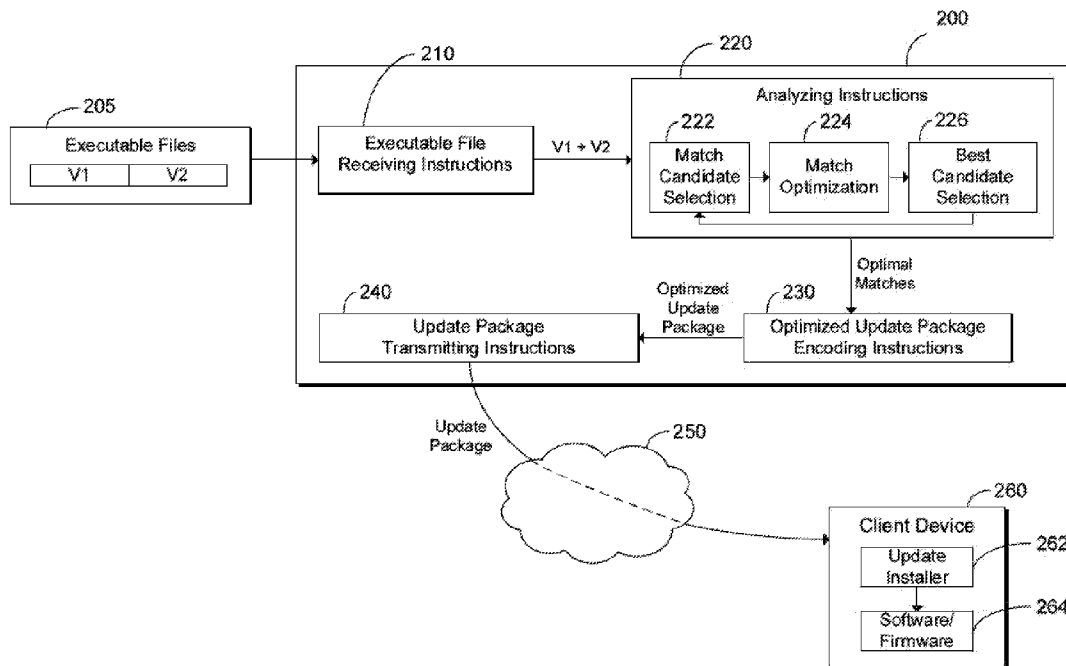 200
210
220
205
Analyzing Instructions
Executable Files
V1
V2
Executable File
Receiving Instructions
V1 + V2
222
224
226
Match
Candidate
Selection
Match
Optimization
Best
Candidate
Selection
Optimal
Matches
240
Optimized
Update
Package
230
Update Package
Transmitting Instructions
Optimized Update Package
Encoding Instructions
Update
Package
250
260
Client Device
Update
Installer
262
Software/
Firmware
264